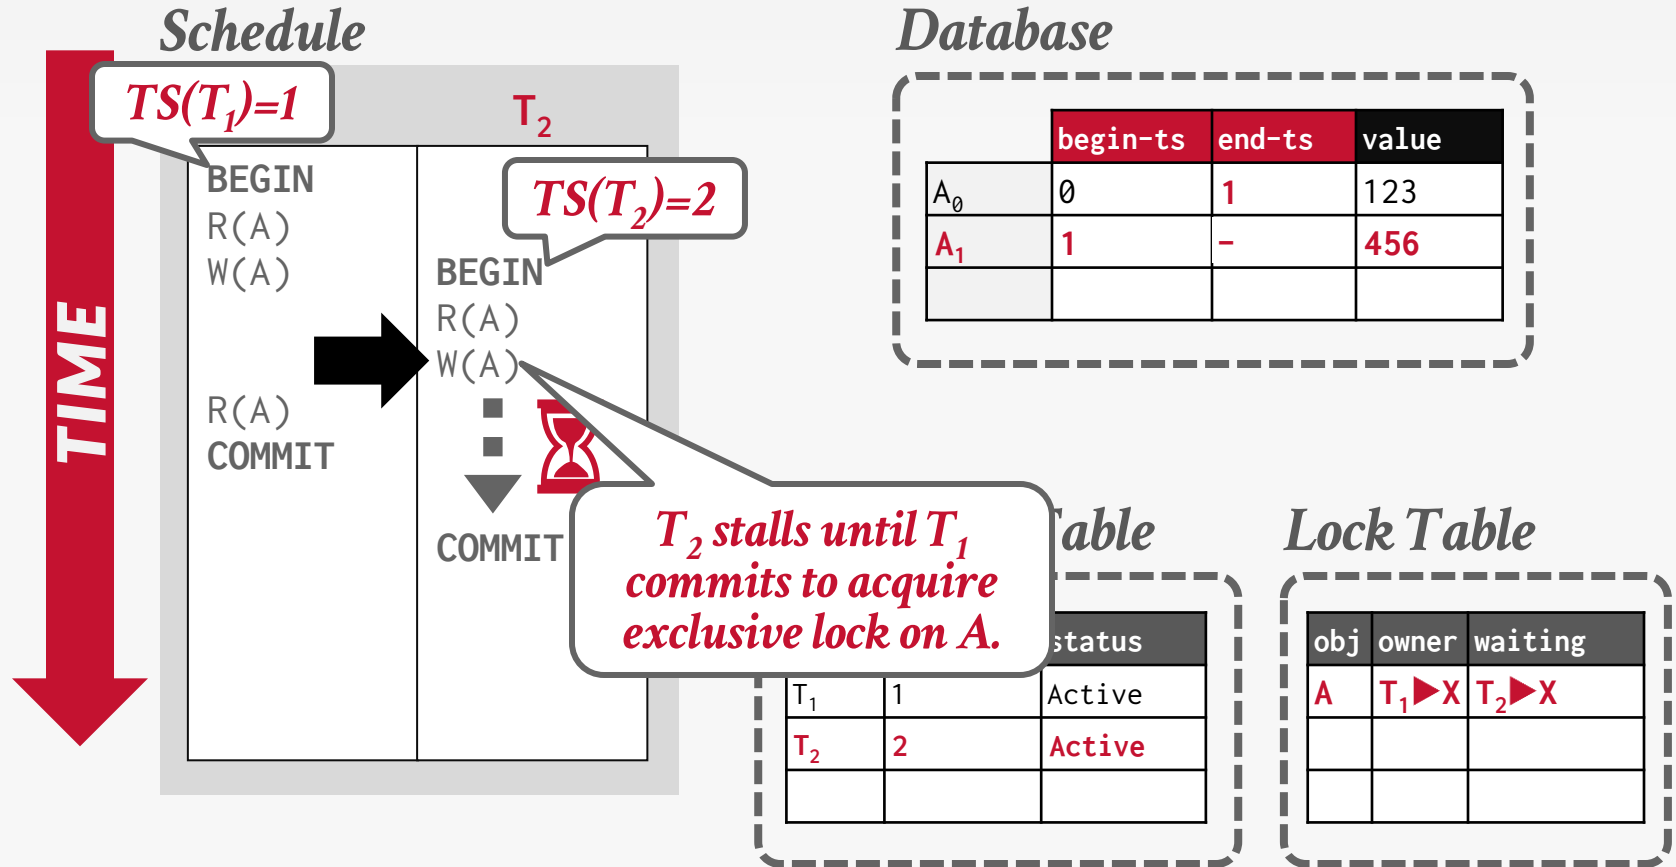 Schedule
Database
TS(T₁)=1
T₂
BEGIN
R(A)
W(A)
R(A)
COMMIT
TS(T₂)=2
BEGIN
R(A)
W(A)
COMMIT
TIME
T₂ stalls until T₁
commits to acquire
exclusive lock on A.
begin-ts end-ts value
A₀ 0 1 123
A₁ 1 – 456
Lock Table
status
T₁ 1 Active
T₂ 2 Active
obj owner waiting
A T₁▶X T₂▶X